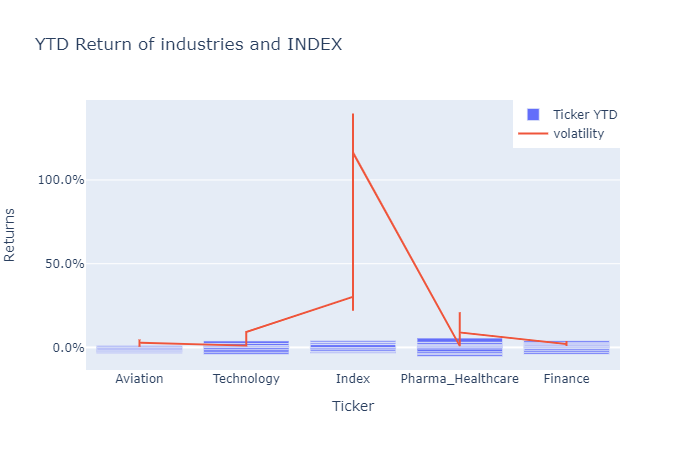 YTD Return of industries and INDEX
Ticker YTD
volatility
100.0%
50.0%
0.0%
Returns
Aviation
Technology
Index
Pharma_Healthcare
Finance
Ticker